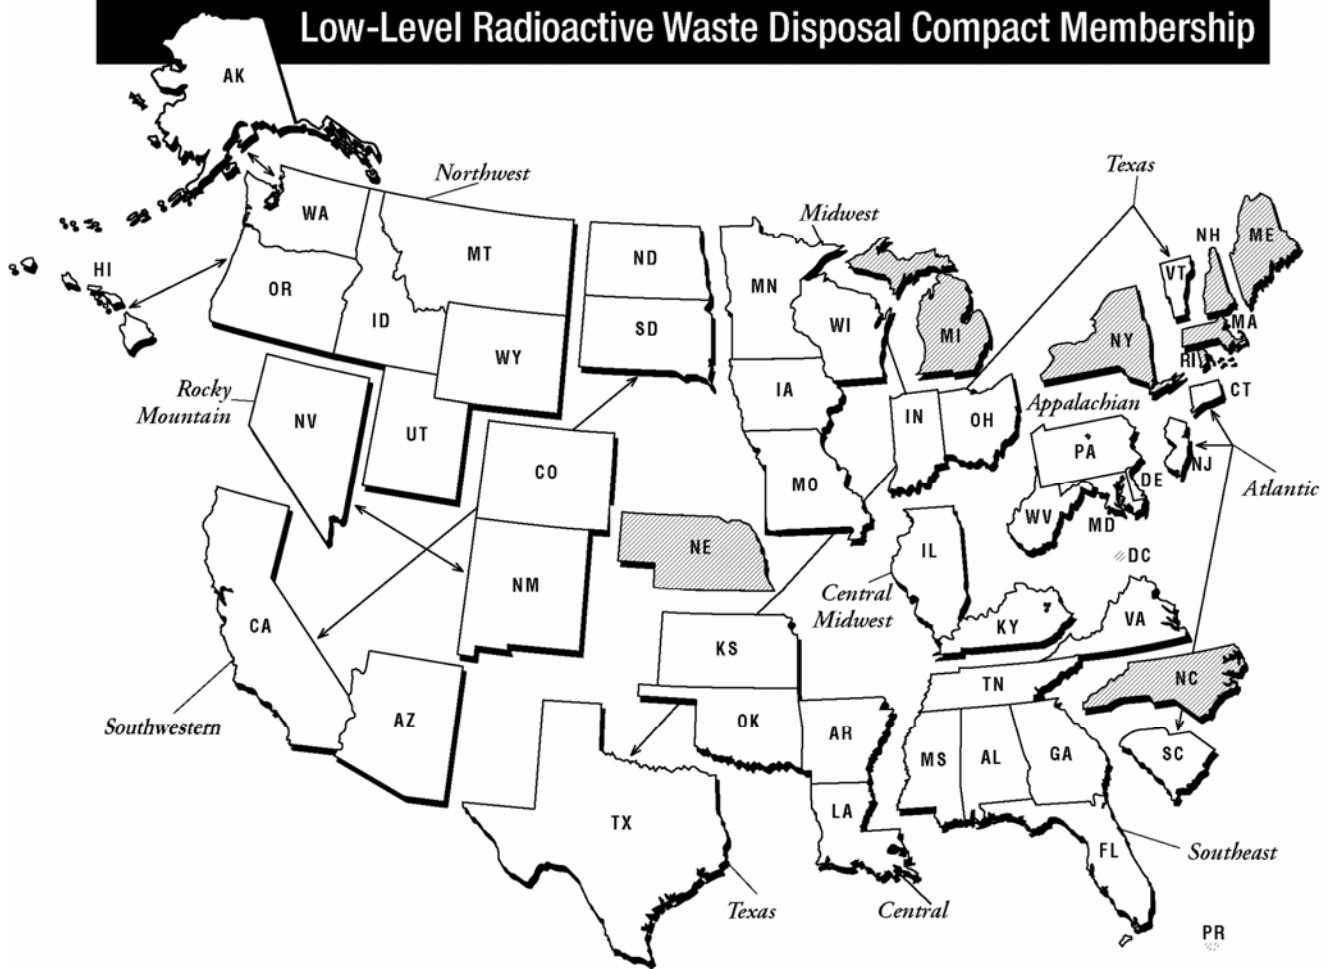 Low-Level Radioactive Waste Disposal Compact Membership
AK
Northwest
Texas
WA
Midwest
NH
ME
MT
ND
VT
HI
OR
MN
ID
SD
WI
MI
NY
MA
WY
RI
Rocky
Mountain
IA
CT
NV
UT
IN
OH
Appalachian
PA
CO
MO
NJ
DE
Atlantic
WV
MD
NE
IL
DC
NM
Central
Midwest
CA
KY
VA
KS
TN
NC
Southwestern
AZ
OK
AR
MS
AL
GA
SC
TX
LA
FL
Southeast
Texas
Central
PR